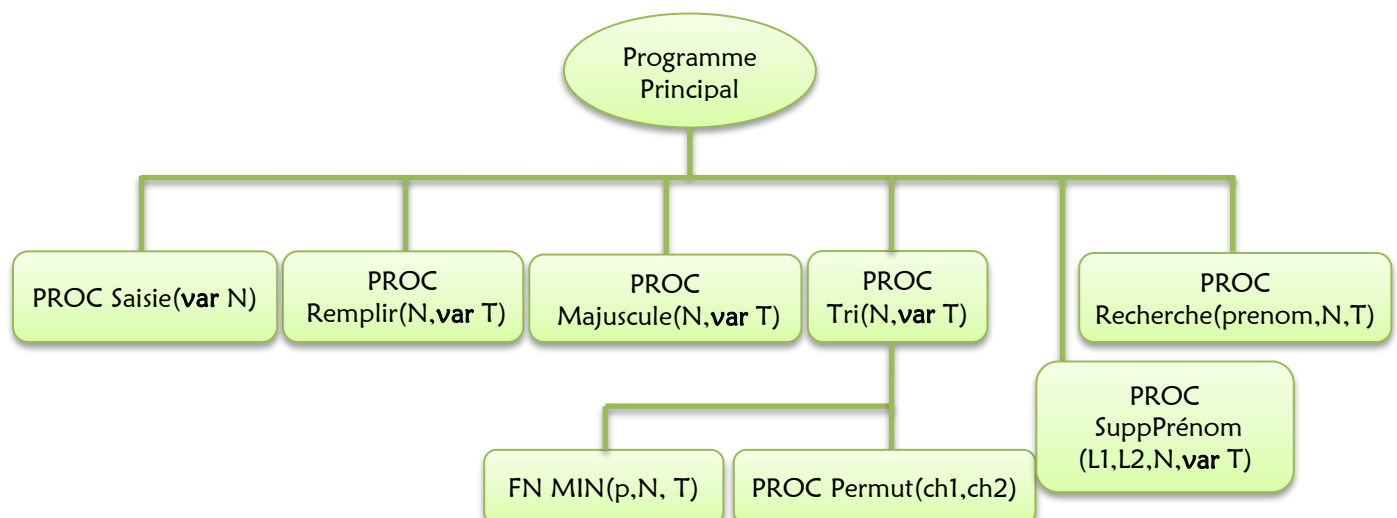 Programme
Principal
PROC Saisie(var N)
PROC
Remplir(N,var T)
PROC
Majuscule(N,var T)
PROC
Tri(N,var T)
PROC
Recherche(prenom,N,T)
PROC
SuppPrénom
(L1,L2,N,var T)
FN MIN(p,N, T)
PROC Permut(ch1,ch2)